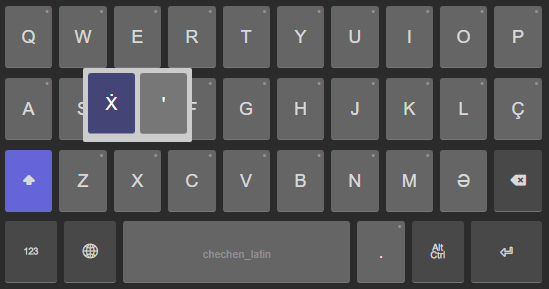 Q W E R T Y U I O P
A S Ẋ ' F G H J K L Ç
Z X C V B N M Ə
123 chechen_latin . Alt
Ctrl